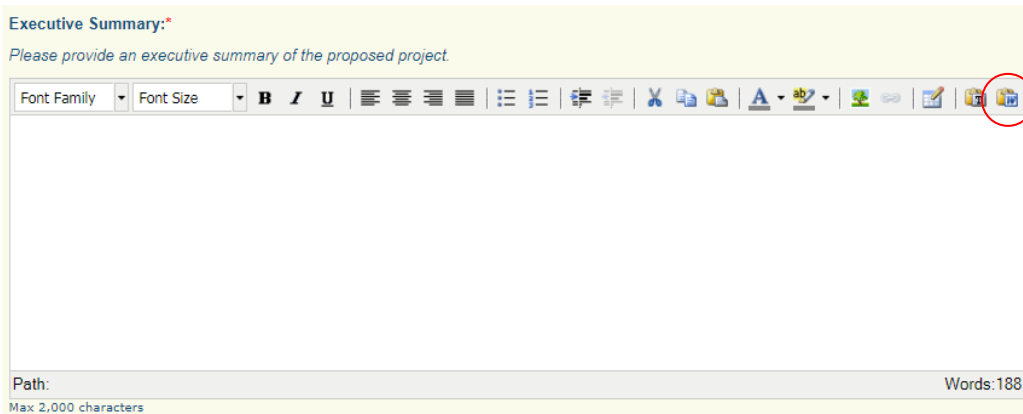 Executive Summary:*
Please provide an executive summary of the proposed project.
Font Family Font Size B I U A ab T W
Path: Words:188
Max 2,000 characters